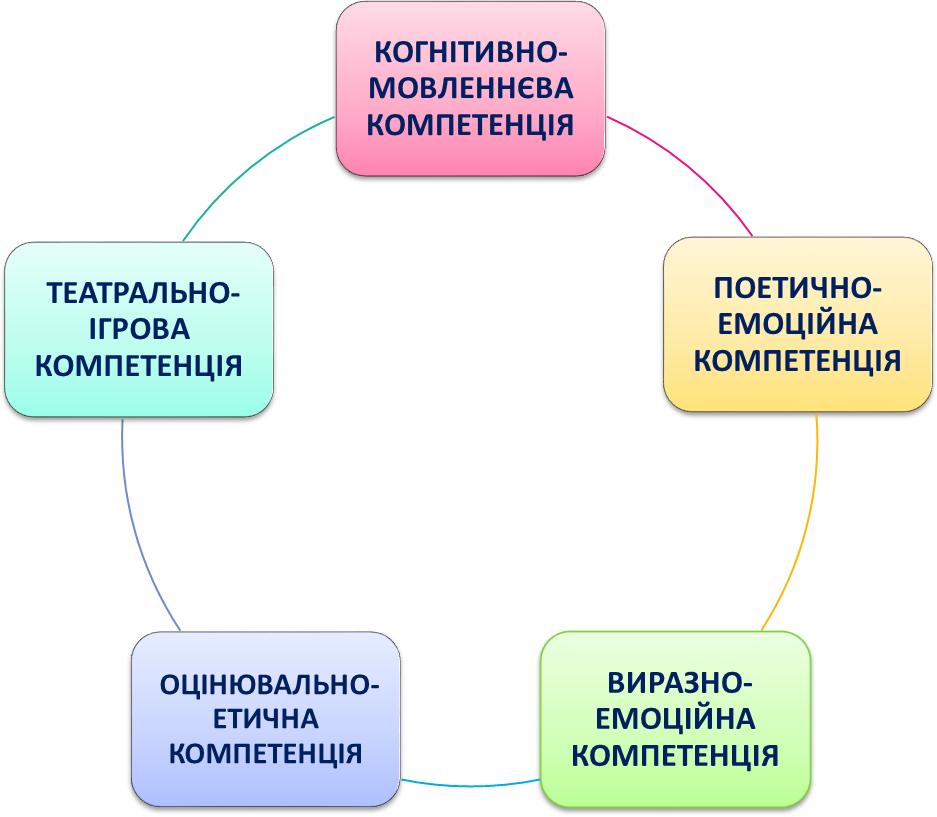 КОГНІТИВНО-
МОВЛЕННЄВА
КОМПЕТЕНЦІЯ
ПОЕТИЧНО-
ЕМОЦІЙНА
КОМПЕТЕНЦІЯ
ВИРАЗНО-
ЕМОЦІЙНА
КОМПЕТЕНЦІЯ
ОЦІНЮВАЛЬНО-
ЕТИЧНА
КОМПЕТЕНЦІЯ
ТЕАТРАЛЬНО-
ІГРОВА
КОМПЕТЕНЦІЯ